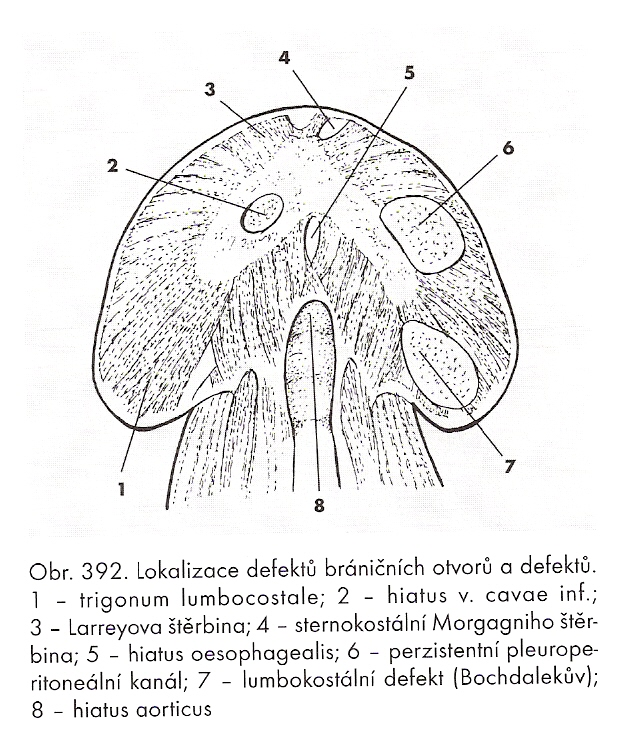 4
5
3
6
2
1
7
8
Obr. 392. Lokalizace defektů bráničních otvorů a defektů.
1 – trigonum lumbocostale; 2 – hiatus v. cavae inf.;
3 – Larreyova štěrbina; 4 – sternokostální Morgagniho štěr-
bina; 5 – hiatus oesophagealis; 6 – perzistentní pleurope-
ritoneální kanál; 7 – lumbokostální defekt (Bochdalekův);
8 – hiatus aorticus